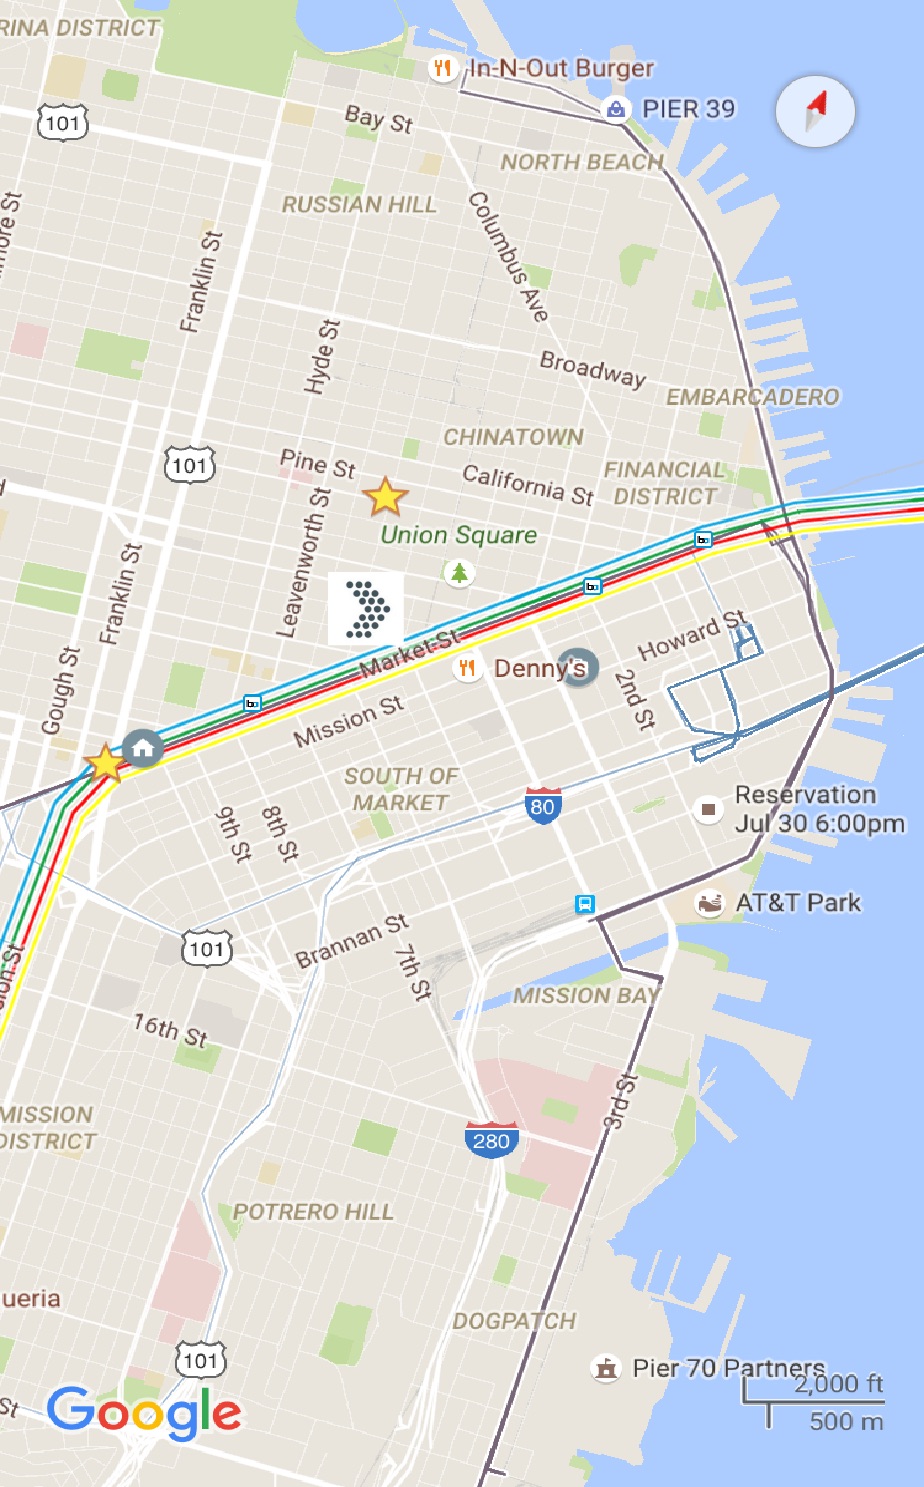 RINA DISTRICT
In-N-Out Burger
PIER 39
101
Bay St
NORTH BEACH
RUSSIAN HILL
Columbus Ave
Franklin St
Hyde St
Broadway
EMBARCADERO
CHINATOWN
101
Pine St
California St
FINANCIAL
DISTRICT
Union Square
Leavenworth St
Franklin St
Howard St
Market St
Denny's
2nd St
Gough St
Mission St
SOUTH OF
MARKET
80
Reservation
Jul 30 6:00pm
9th St
8th St
AT&T Park
101
Brannan St
7th St
MISSION BAY
16th St
3rd St
MISSION
DISTRICT
280
POTRERO HILL
ueria
DOGPATCH
101
Pier 70 Partners
2,000 ft
500 m
St
Google